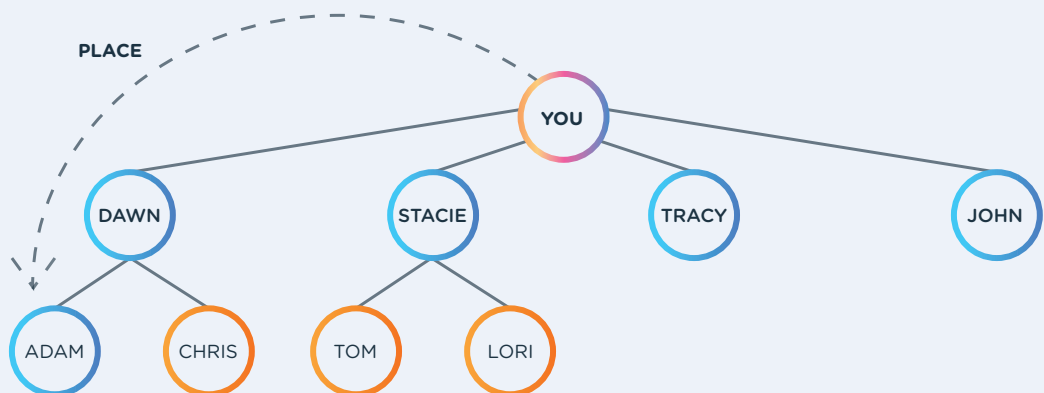 PLACE
YOU
DAWN
STACIE
TRACY
JOHN
ADAM
CHRIS
TOM
LORI